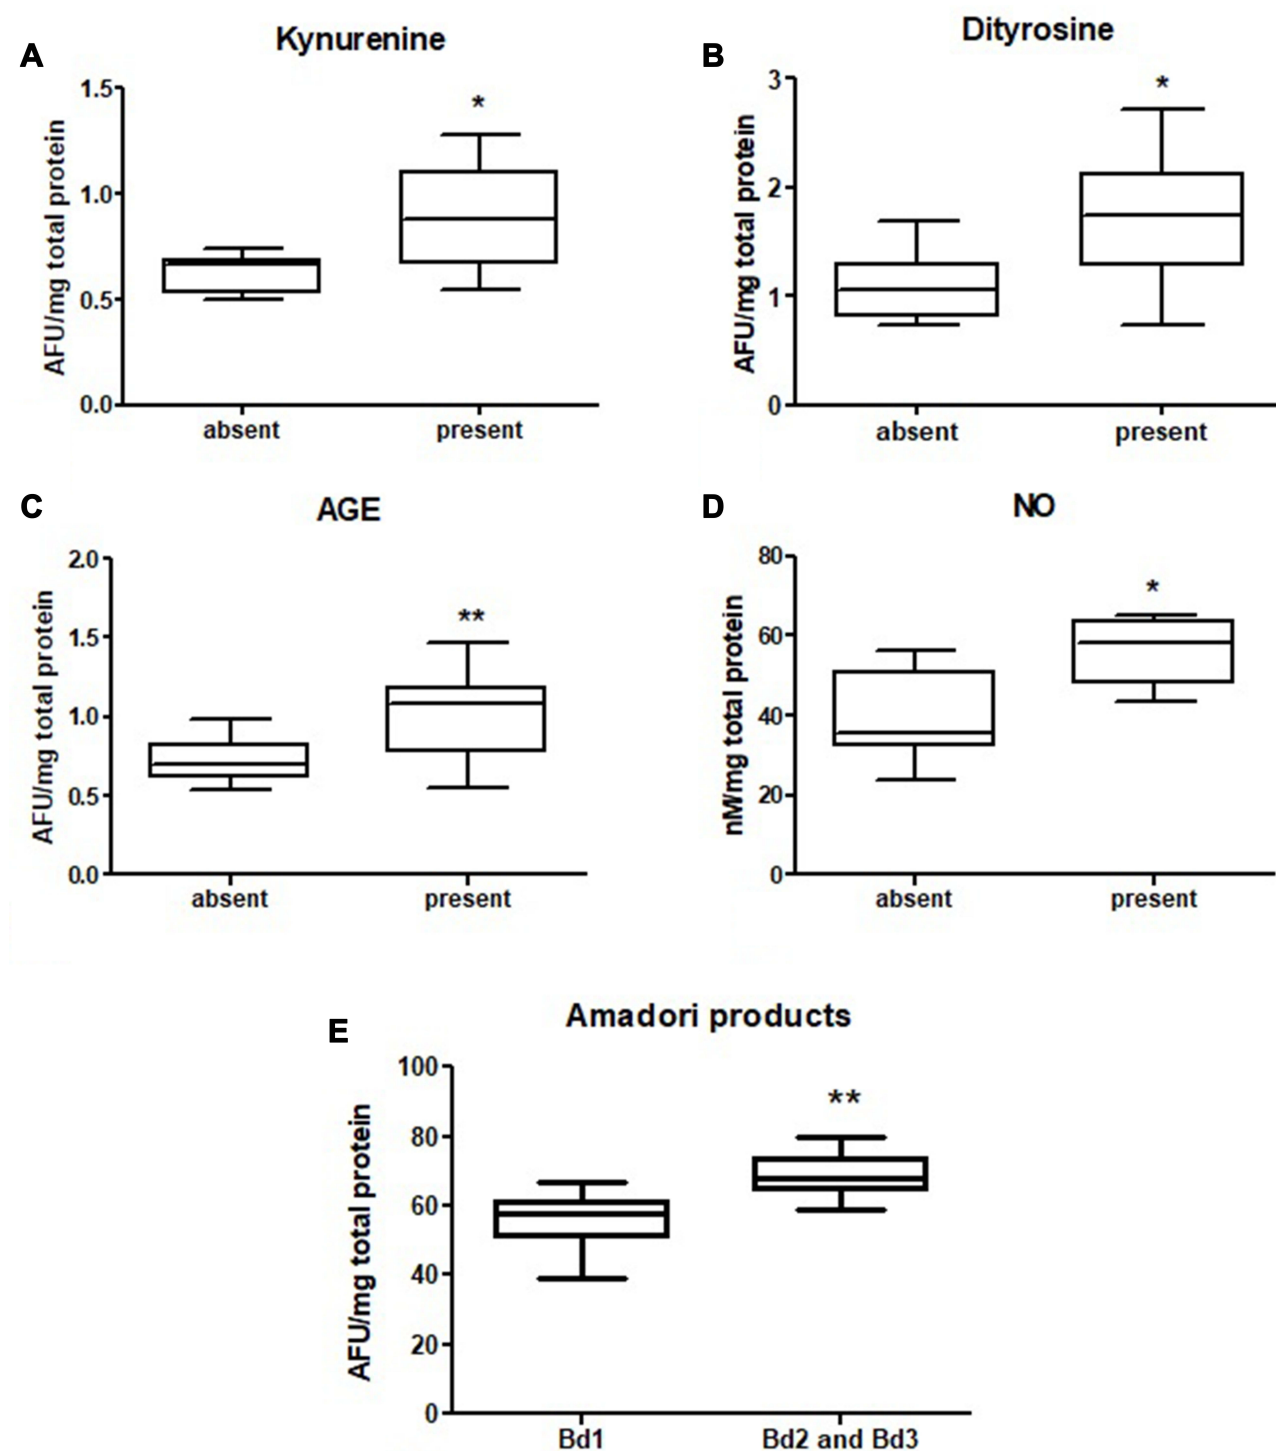 A
Kynurenine
AFU/mg total protein
1.5
*
1.0
0.5
0.0
absent present
B
Dityrosine
AFU/mg total protein
3
*
2
1
0
absent present
C
AGE
AFU/mg total protein
2.0
**
1.5
1.0
0.5
0.0
absent present
D
NO
nM/mg total protein
80
*
60
40
20
0
absent present
E
Amadori products
AFU/mg total protein
100
**
80
60
40
20
0
Bd1 Bd2 and Bd3